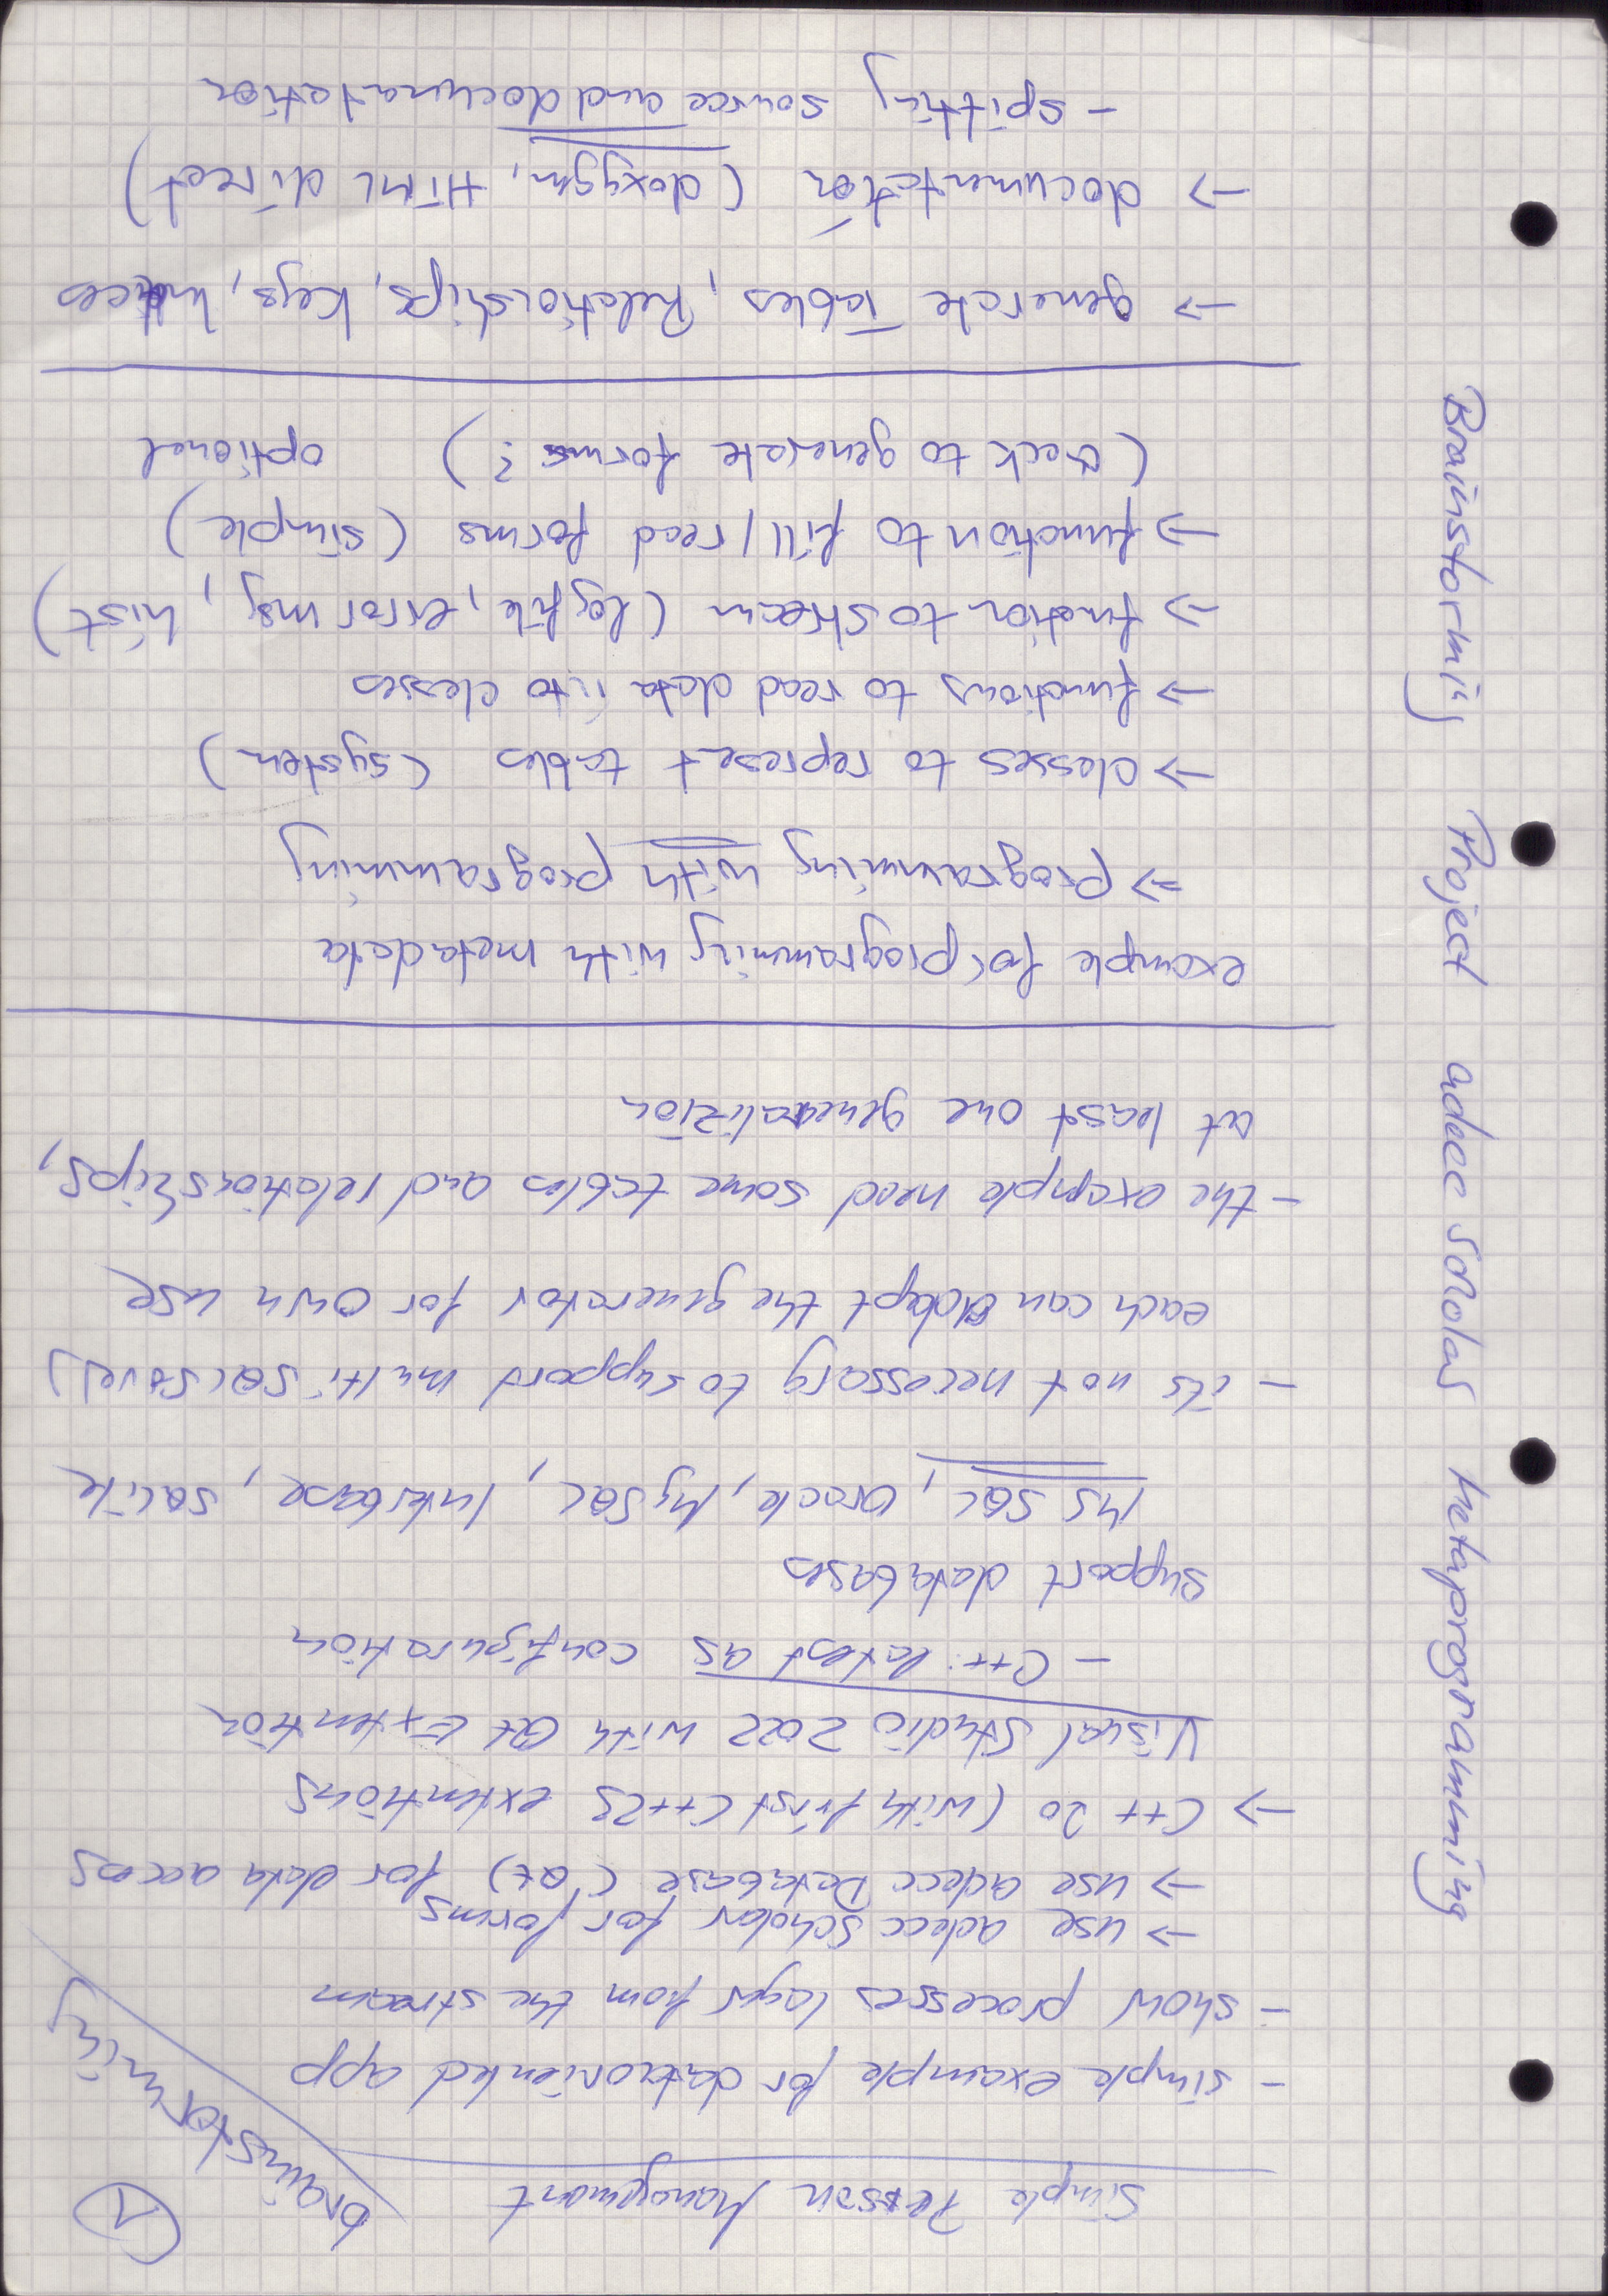 Simple Person Management
brainstorming
1
- simple example for dataoriented app
- show processes layer from the stream
→ use adecc Scholar for forms
→ use adecc Database (Qt) for data access
→ C++ 20 (with first C++23 extentions
Visual Studio 2022 with Qt Extention
- C++: latest as configuration
support databases
MS SQL, Oracle, MySQL, Interbase, SQLite
- its not necessary to support multi SQL
each can adapt the generator for own use
- the example need some tables and relationships,
at least one generalizion
example for programming with metadata
⇒ programming with programming
→ classes to represent tables (system)
→ functions to read data into classes
→ function to stream (logfile, error msg, hist)
→ function to fill/read forms (simple)
( to generate forms?) optional
→ generate Tables, Relationships, Keys, Indices
→ documentation (doxygen, HTML direct)
- spitting source and documentation
Brainstorming Project adecc Scholar Metaprogramming